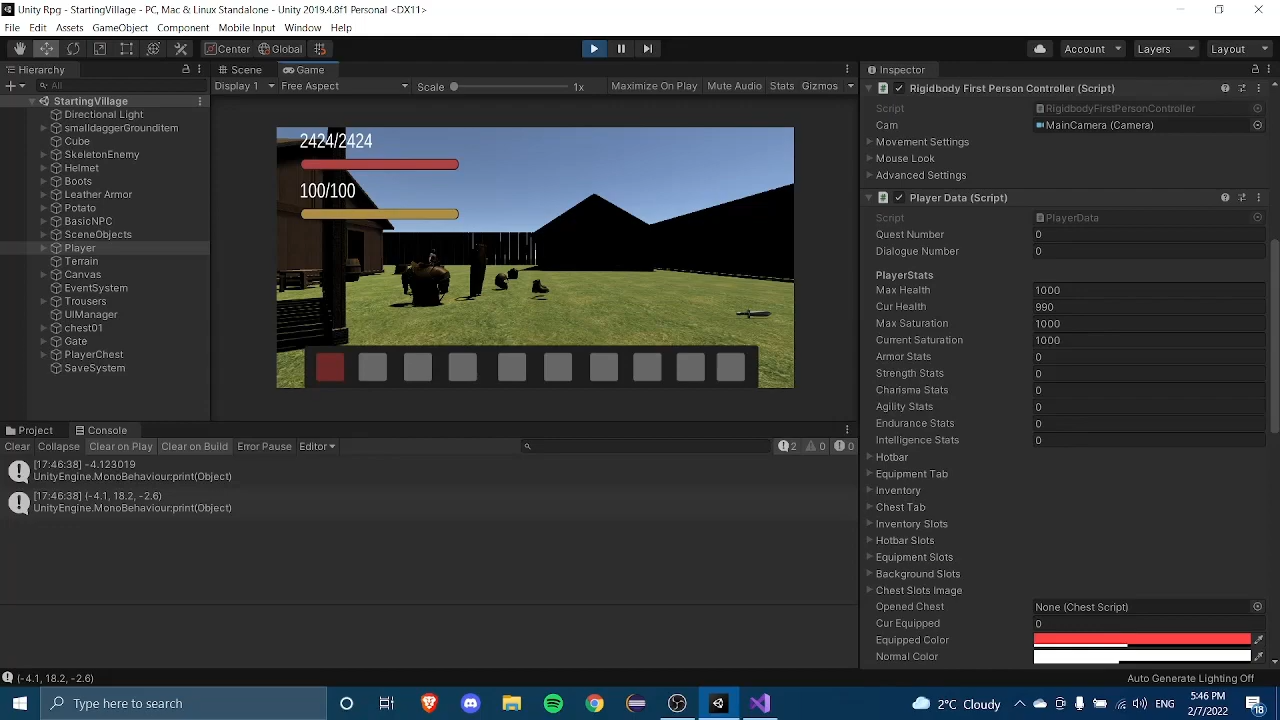 Unity Rpg - StartingVillage - PC, Mac & Linux Standalone - Unity 2019.4.8f1 Personal <DX11>
File Edit Assets GameObject Component Mobile Input Window Help
Center Global
Account Layers Layout
Hierarchy
All
StartingVillage
Directional Light
smalldaggerGrounditem
Cube
SkeletonEnemy
Helmet
Boots
Leather Armor
Potato
BasicNPC
SceneObjects
Player
Terrain
Canvas
EventSystem
Trousers
UIManager
chest01
Gate
PlayerChest
SaveSystem
Scene Game
Display 1 Free Aspect Scale 1x Maximize On Play Mute Audio Stats Gizmos
2424/2424
100/100
Project Console
Clear Collapse Clear on Play Clear on Build Error Pause Editor 2 0 0
[17:46:38] -4.123019
UnityEngine.MonoBehaviour:print(Object)
[17:46:38] (-4.1, 18.2, -2.6)
UnityEngine.MonoBehaviour:print(Object)
Inspector
Rigidbody First Person Controller (Script)
Script RigidbodyFirstPersonController
Cam MainCamera (Camera)
Movement Settings
Mouse Look
Advanced Settings
Player Data (Script)
Script PlayerData
Quest Number 0
Dialogue Number 0
PlayerStats
Max Health 1000
Cur Health 990
Max Saturation 1000
Current Saturation 1000
Armor Stats 0
Strength Stats 0
Charisma Stats 0
Agility Stats 0
Endurance Stats 0
Intelligence Stats 0
Hotbar
Equipment Tab
Inventory
Chest Tab
Inventory Slots
Hotbar Slots
Equipment Slots
Background Slots
Chest Slots Image
Opened Chest None (Chest Script)
Cur Equipped 0
Equipped Color
Normal Color
(-4.1, 18.2, -2.6)
Auto Generate Lighting Off
Type here to search
2°C Cloudy
5:46 PM
2/7/2022
18